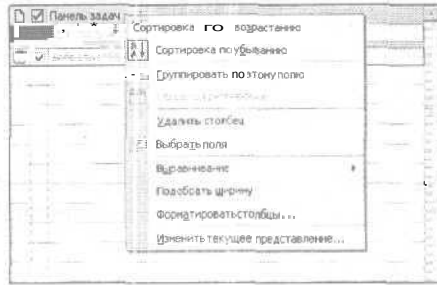 Панель задач
Сортировка го возрастанию
Сортировка по убыванию
Группировать по этому полю
Удалить столбец
Выбрать поля
Выравнивание
Подобрать ширину
Форматировать столбцы...
Изменить текущее представление...